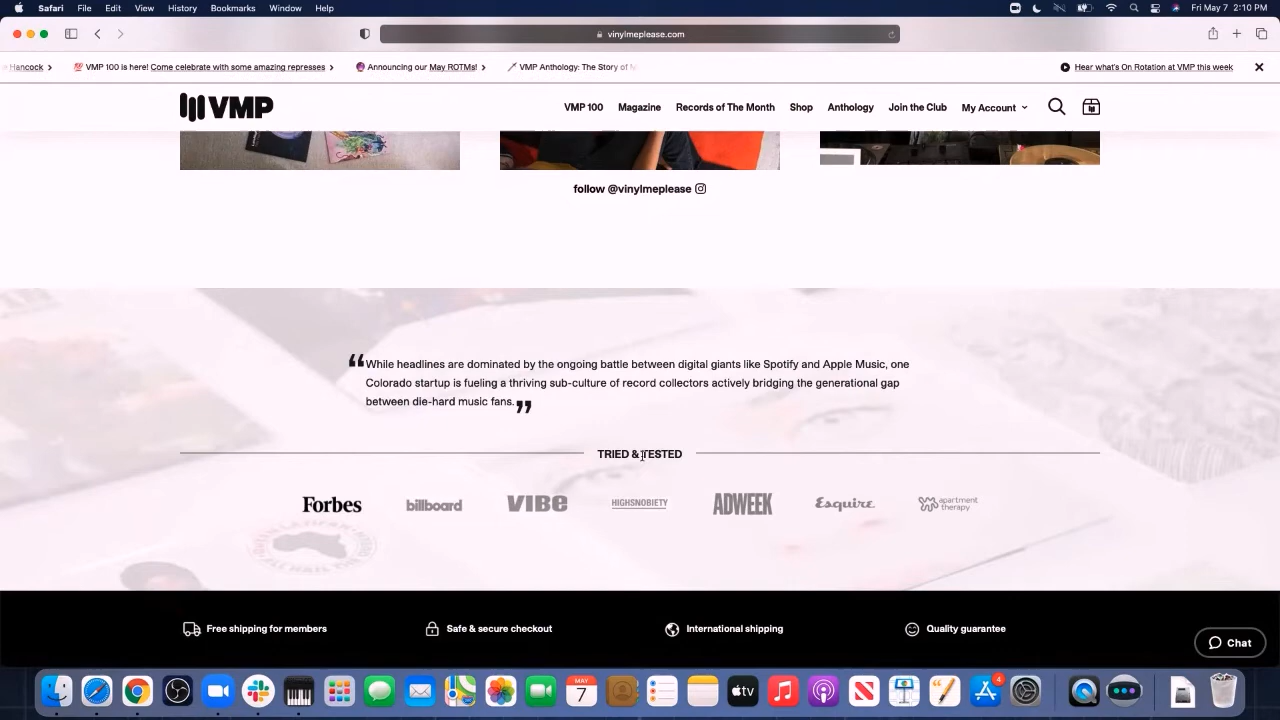 Safari File Edit View History Bookmarks Window Help Fri May 7 2:10 PM
vinylmeplease.com
Hancock > 💯 VMP 100 is here! Come celebrate with some amazing represses > 🔮 Announcing our May ROTMs! > 🗡 VMP Anthology: The Story of Hear what's On Rotation at VMP this week
VMP VMP 100 Magazine Records of The Month Shop Anthology Join the Club My Account
follow @vinylmeplease
“While headlines are dominated by the ongoing battle between digital giants like Spotify and Apple Music, one
Colorado startup is fueling a thriving sub-culture of record collectors actively bridging the generational gap
between die-hard music fans.”
TRIED & TESTED
Forbes billboard VIBE HIGHSNOBIETY ADWEEK Esquire apartment
therapy
Free shipping for members Safe & secure checkout International shipping Quality guarantee
Chat
MAY
7
tv
4